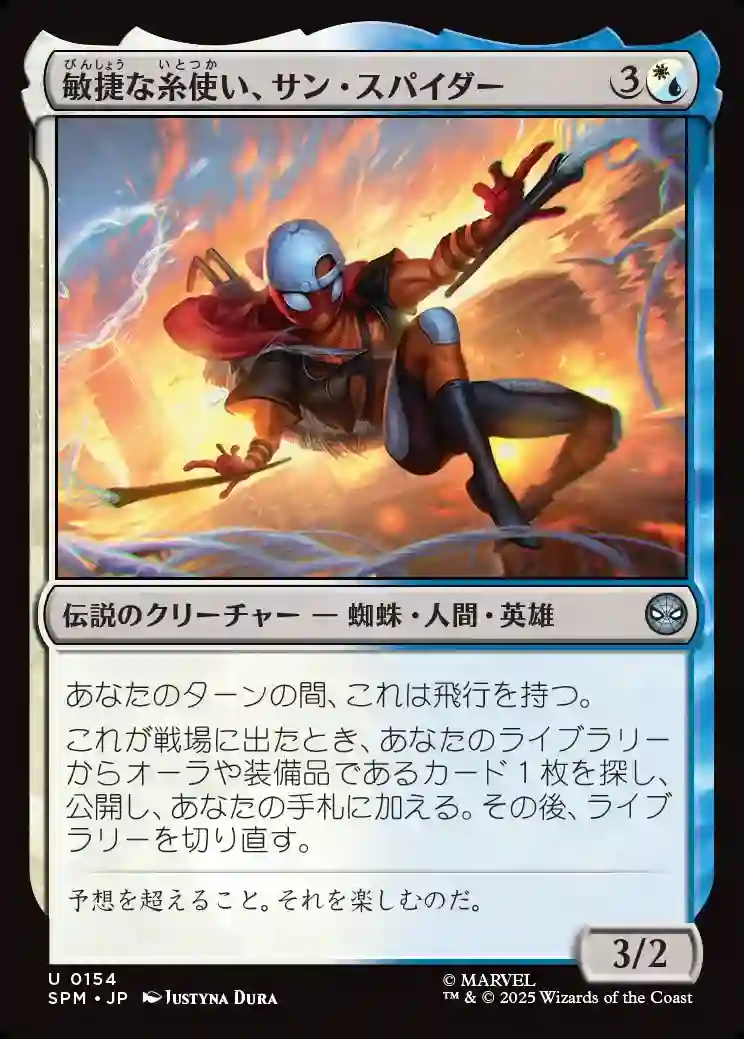 びんしょう いとつか
敏捷な糸使い、サン・スパイダー 3
伝説のクリーチャー — 蜘蛛・人間・英雄
あなたのターンの間、これは飛行を持つ。
これが戦場に出たとき、あなたのライブラリー
からオーラや装備品であるカード1枚を探し、
公開し、あなたの手札に加える。その後、ライブ
ラリーを切り直す。
予想を超えること。それを楽しむのだ。
3/2
U 0154
SPM • JP Justyna Dura
© MARVEL
™ & © 2025 Wizards of the Coast